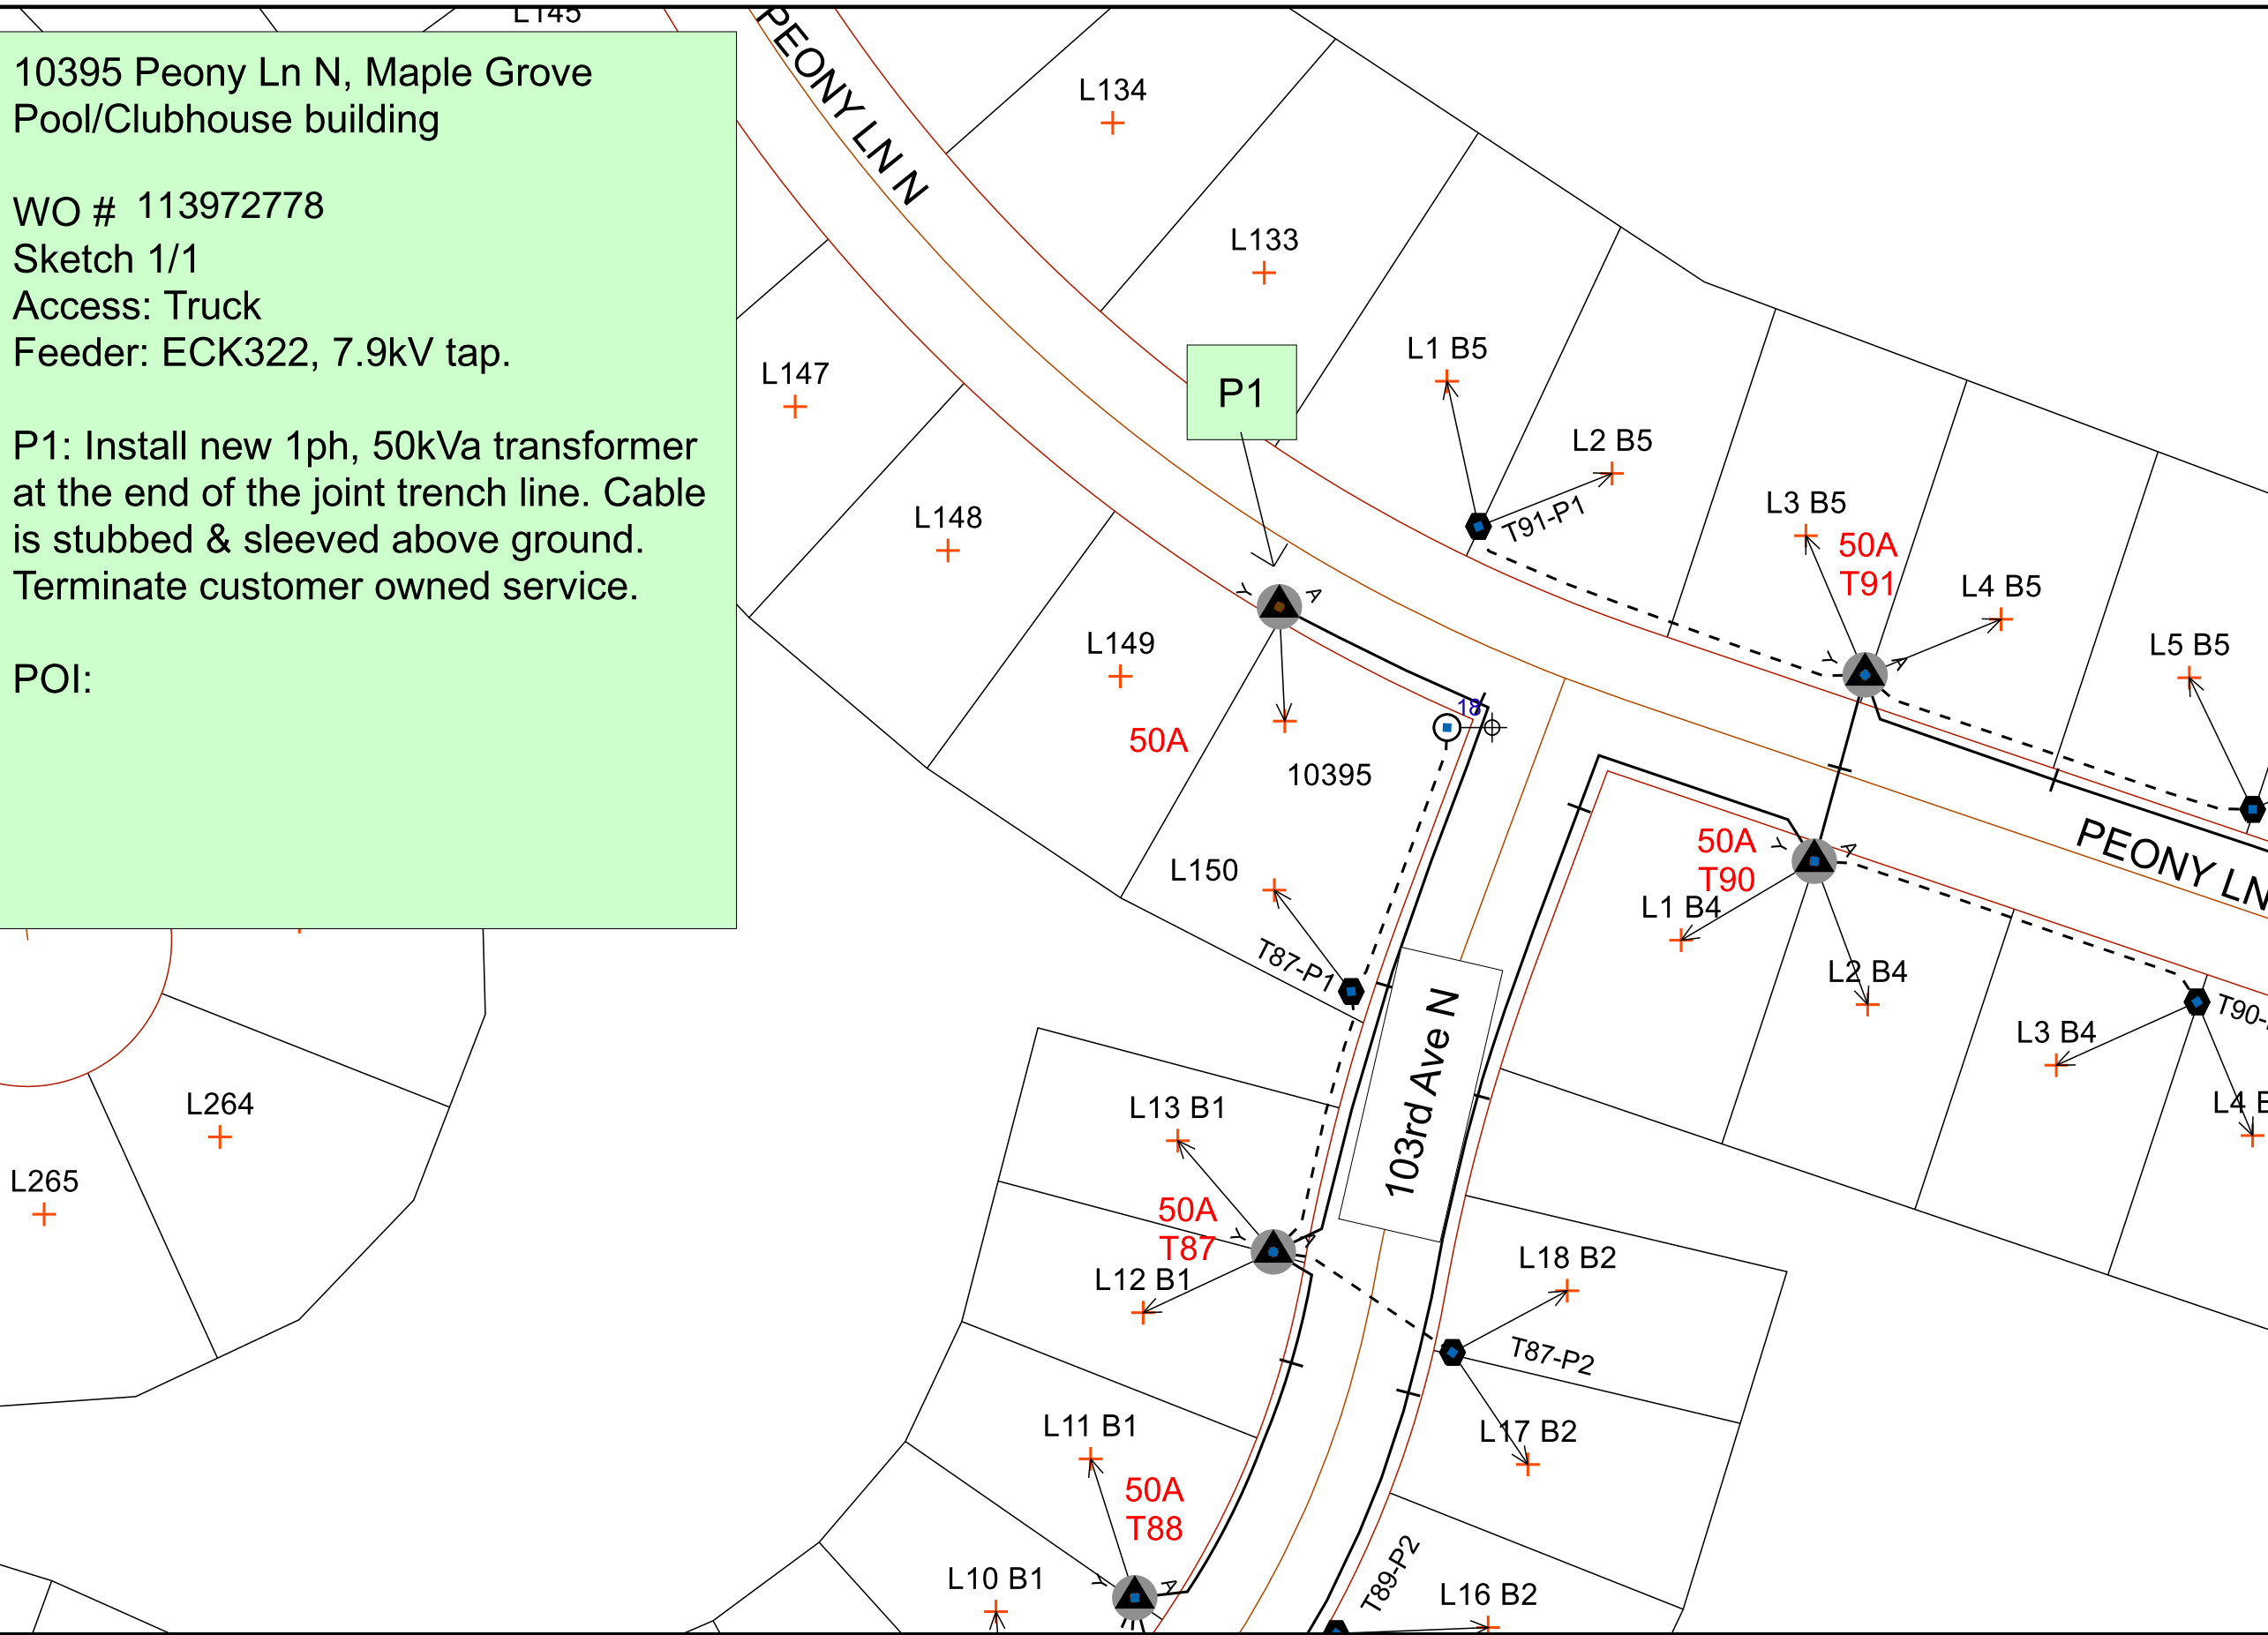 L145
10395 Peony Ln N, Maple Grove
Pool/Clubhouse building
WO # 113972778
Sketch 1/1
Access: Truck
Feeder: ECK322, 7.9kV tap.
P1: Install new 1ph, 50kVa transformer
at the end of the joint trench line. Cable
is stubbed & sleeved above ground.
Terminate customer owned service.
POI:
PEONY LN N
L134
L133
P1
L147
L148
L149
50A
Y
A
10395
18
L150
T87-P1
L1 B5
L2 B5
T91-P1
L3 B5
50A
T91
L4 B5
Y
A
L5 B5
PEONY LN
50A
T90
Y
A
L1 B4
L2 B4
L3 B4
T90-
L4
103rd Ave N
L264
L265
L13 B1
50A
T87
Y
A
L12 B1
L18 B2
T87-P2
L17 B2
L11 B1
50A
T88
Y
A
L10 B1
T89-P2
L16 B2